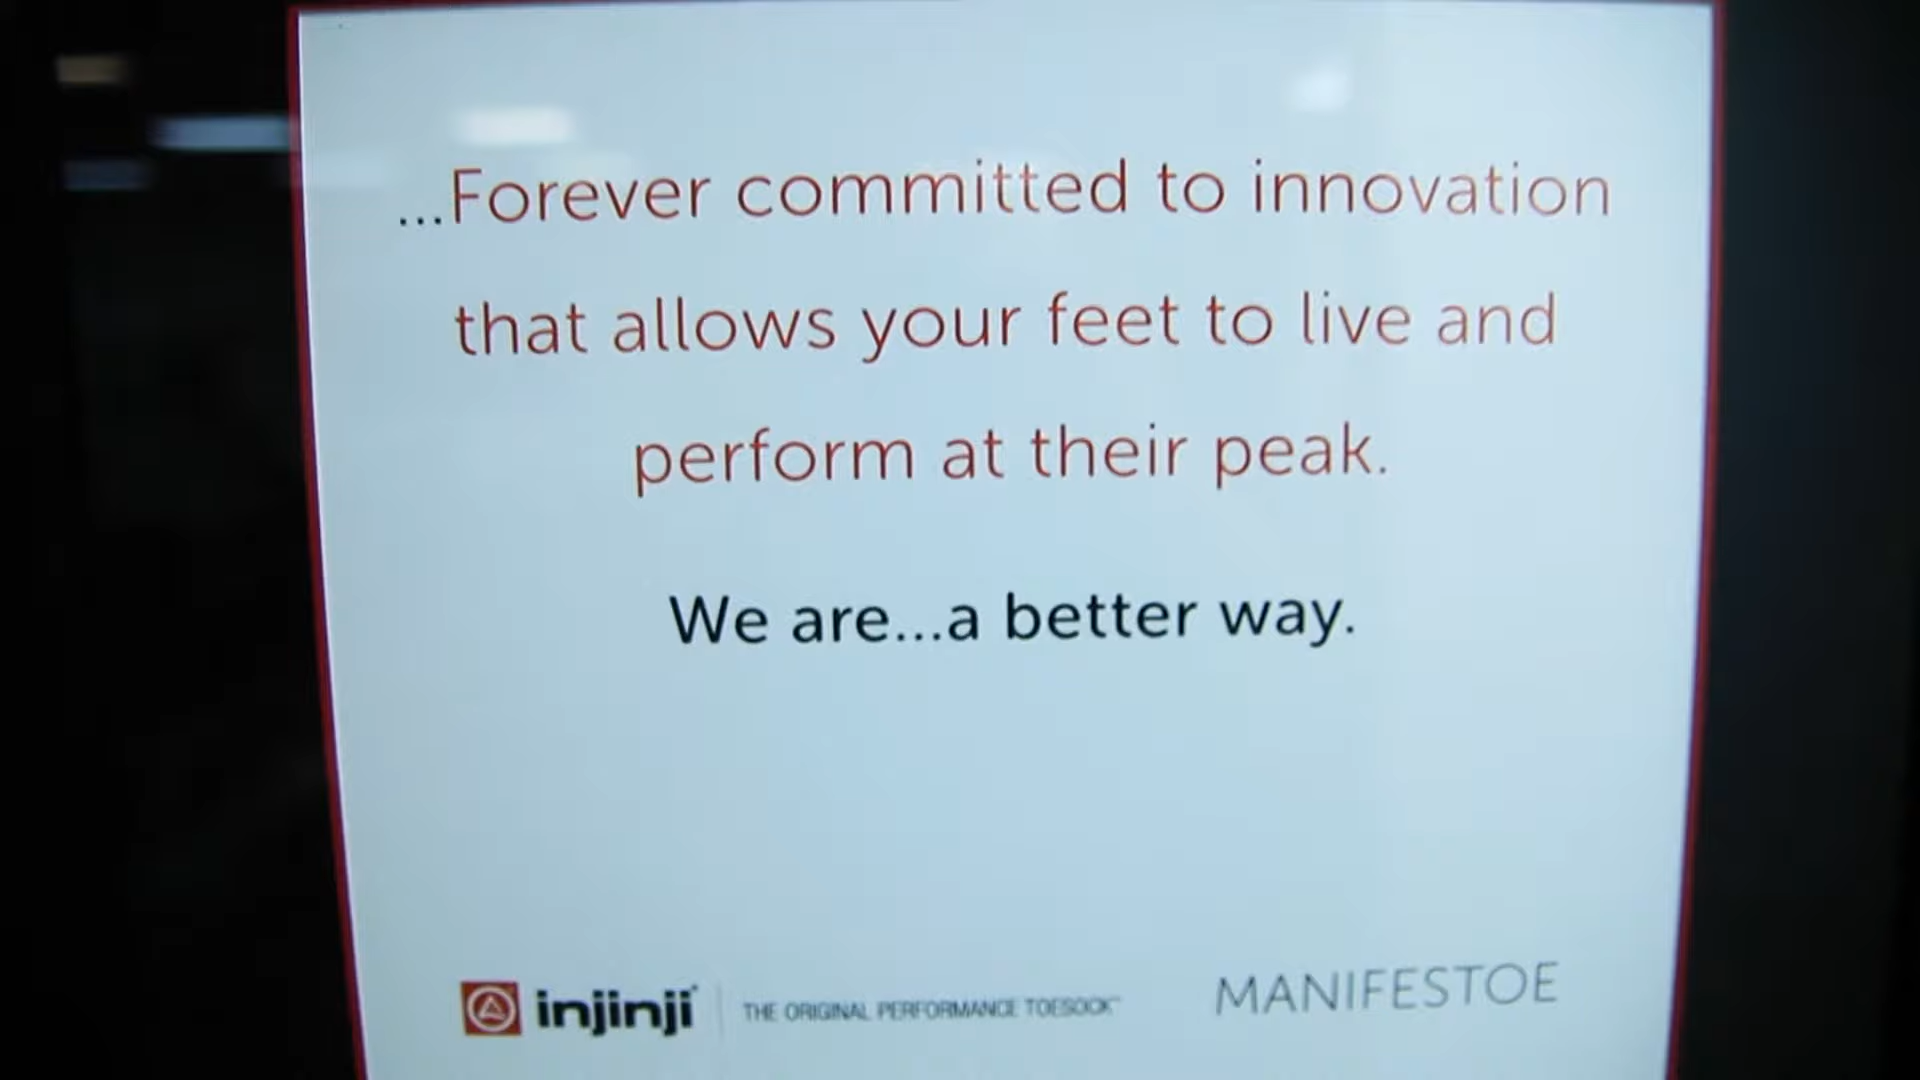 ...Forever committed to innovation
that allows your feet to live and
perform at their peak.
We are...a better way.
injinji
THE ORIGINAL PERFORMANCE TOESOCK
MANIFESTOE